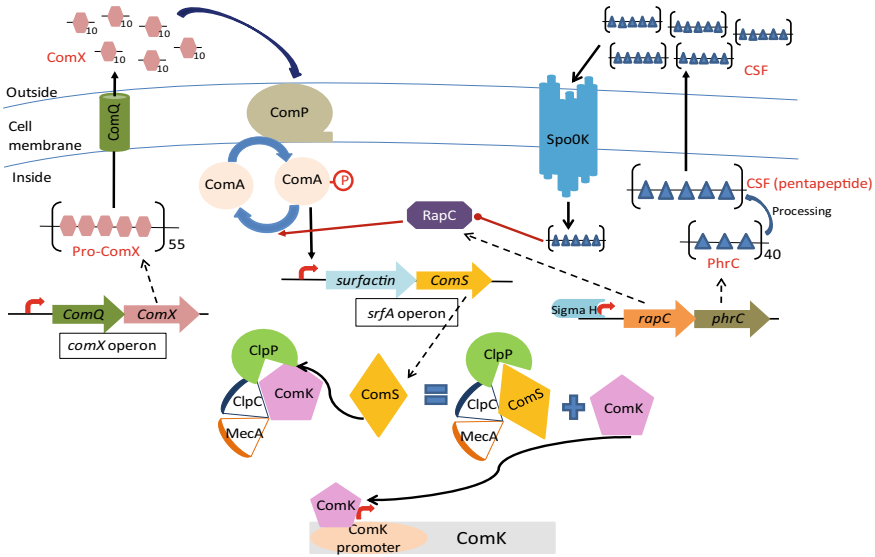 10
10
10
10
10
10
ComX
CSF
Outside
Cell
membrane
Inside
ComQ
ComP
Spo0K
ComA
ComA
P
CSF (pentapeptide)
Processing
RapC
55
Pro-ComX
40
PhrC
surfactin
ComS
srfA operon
Sigma H
rapC
phrC
ComQ
ComX
comX operon
ClpP
ComK
ClpC
MecA
ComS
ClpP
ClpC
ComS
MecA
ComK
ComK
ComK
promoter
ComK